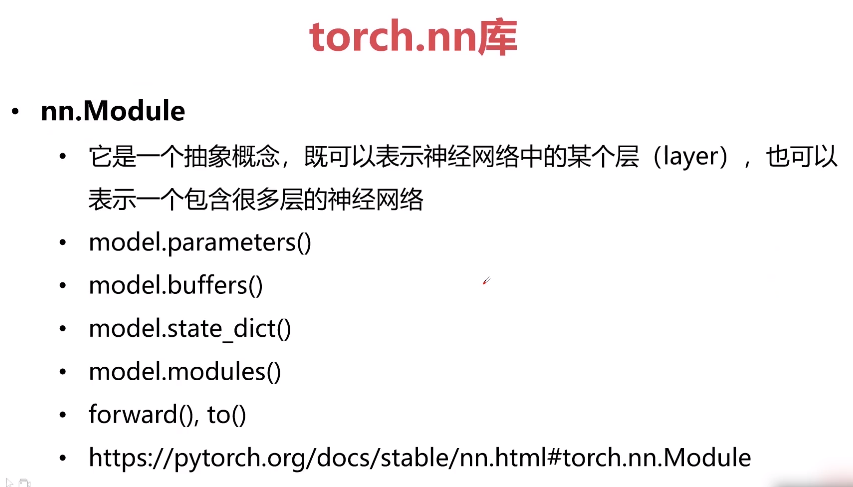 torch.nn库
• nn.Module
• 它是一个抽象概念，既可以表示神经网络中的某个层（layer），也可以
表示一个包含很多层的神经网络
• model.parameters()
• model.buffers()
• model.state_dict()
• model.modules()
• forward(), to()
• https://pytorch.org/docs/stable/nn.html#torch.nn.Module